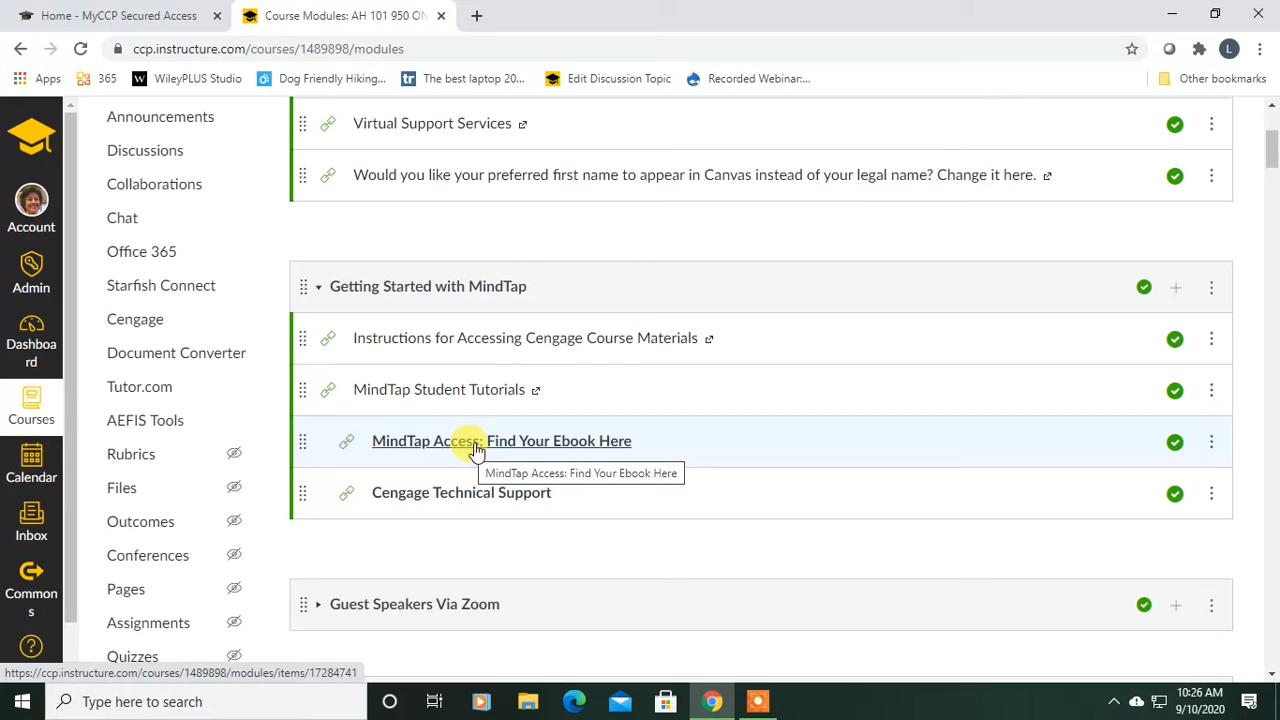 Home - MyCCP Secured Access
Course Modules: AH 101 950 ON
ccp.instructure.com/courses/1489898/modules
L
Apps
365
WileyPLUS Studio
Dog Friendly Hiking...
tr
The best laptop 20...
Edit Discussion Topic
Recorded Webinar:...
Other bookmarks
Account
Admin
Dashboa
rd
Courses
Calendar
Inbox
Common
s
Announcements
Discussions
Collaborations
Chat
Office 365
Starfish Connect
Cengage
Document Converter
Tutor.com
AEFIS Tools
Rubrics
Files
Outcomes
Conferences
Pages
Assignments
Quizzes
Virtual Support Services
Would you like your preferred first name to appear in Canvas instead of your legal name? Change it here.
Getting Started with MindTap
Instructions for Accessing Cengage Course Materials
MindTap Student Tutorials
MindTap Access: Find Your Ebook Here
MindTap Access: Find Your Ebook Here
Cengage Technical Support
Guest Speakers Via Zoom
https://ccp.instructure.com/courses/1489898/modules/items/17284741
Type here to search
10:26 AM
9/10/2020